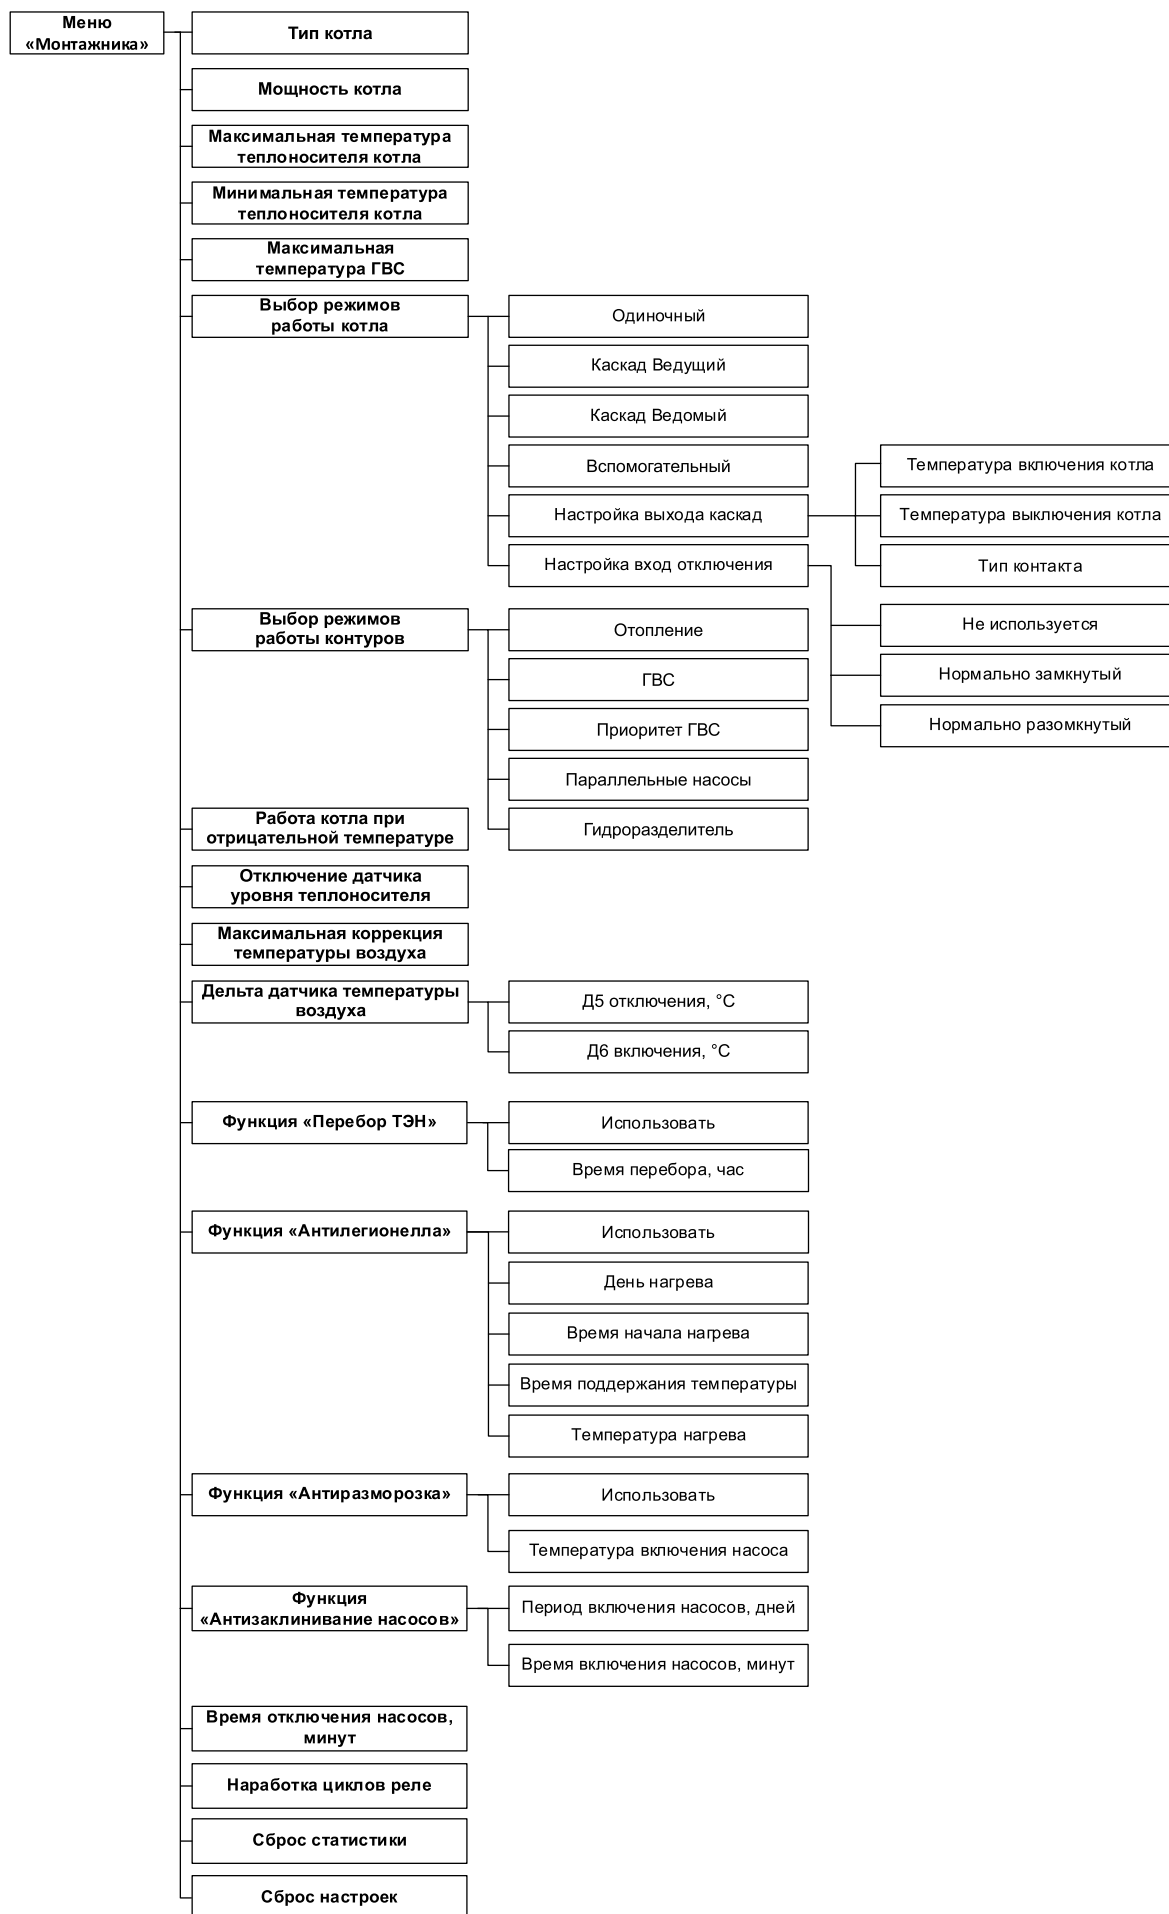 Меню
«Монтажника»
Тип котла
Мощность котла
Максимальная температура
теплоносителя котла
Минимальная температура
теплоносителя котла
Максимальная
температура ГВС
Выбор режимов
работы котла
Одиночный
Каскад Ведущий
Каскад Ведомый
Вспомогательный
Настройка выхода каскад
Температура включения котла
Температура выключения котла
Тип контакта
Настройка вход отключения
Не используется
Нормально замкнутый
Нормально разомкнутый
Выбор режимов
работы контуров
Отопление
ГВС
Приоритет ГВС
Параллельные насосы
Гидроразделитель
Работа котла при
отрицательной температуре
Отключение датчика
уровня теплоносителя
Максимальная коррекция
температуры воздуха
Дельта датчика температуры
воздуха
Д5 отключения, °С
Д6 включения, °С
Функция «Перебор ТЭН»
Использовать
Время перебора, час
Функция «Антилегионелла»
Использовать
День нагрева
Время начала нагрева
Время поддержания температуры
Температура нагрева
Функция «Антиразморозка»
Использовать
Температура включения насоса
Функция
«Антизаклинивание насосов»
Период включения насосов, дней
Время включения насосов, минут
Время отключения насосов,
минут
Наработка циклов реле
Сброс статистики
Сброс настроек